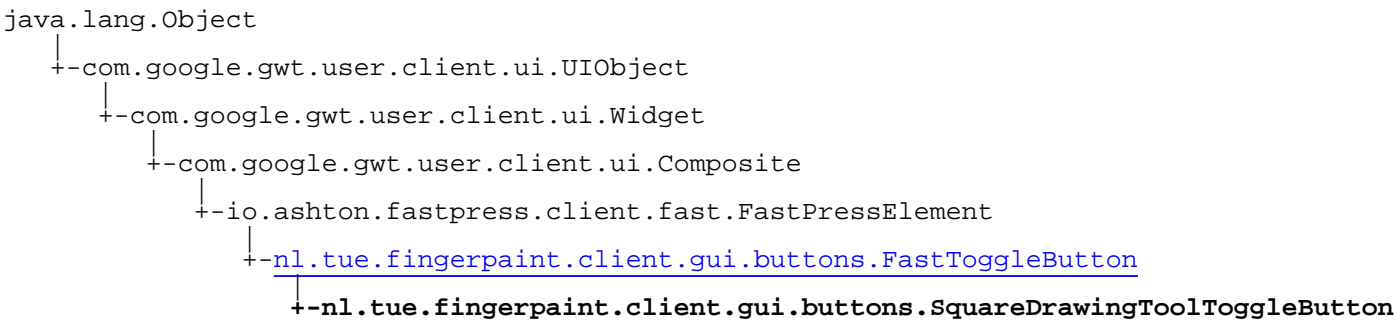 java.lang.Object
+-com.google.gwt.user.client.ui.UIObject
+-com.google.gwt.user.client.ui.Widget
+-com.google.gwt.user.client.ui.Composite
+-io.ashton.fastpress.client.fast.FastPressElement
+-nl.tue.fingerpaint.client.gui.buttons.FastToggleButton
+-nl.tue.fingerpaint.client.gui.buttons.SquareDrawingToolToggleButton